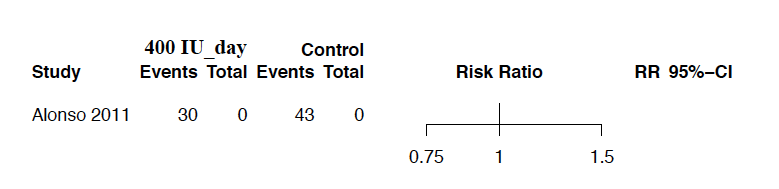 400 IU_day Control
Study Events Total Events Total Risk Ratio RR 95%–CI
Alonso 2011 30 0 43 0
0.75 1 1.5